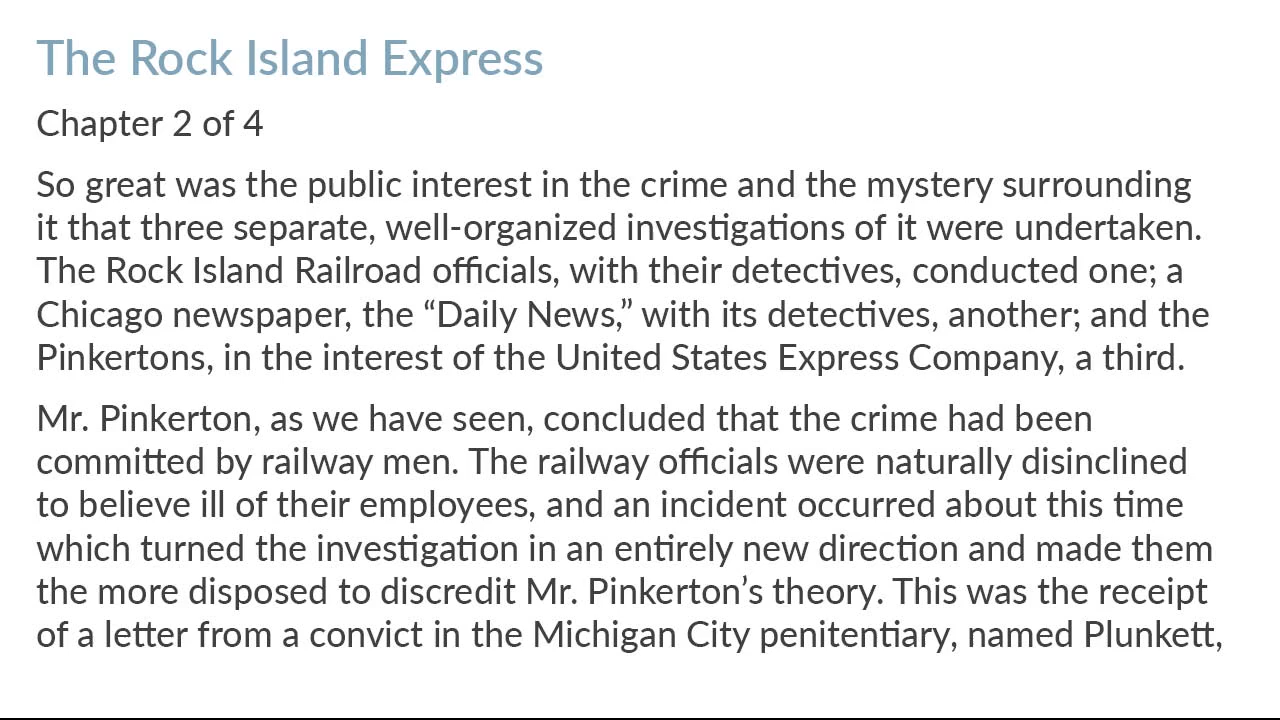 The Rock Island Express
Chapter 2 of 4
So great was the public interest in the crime and the mystery surrounding
it that three separate, well-organized investigations of it were undertaken.
The Rock Island Railroad officials, with their detectives, conducted one; a
Chicago newspaper, the “Daily News,” with its detectives, another; and the
Pinkertons, in the interest of the United States Express Company, a third.
Mr. Pinkerton, as we have seen, concluded that the crime had been
committed by railway men. The railway officials were naturally disinclined
to believe ill of their employees, and an incident occurred about this time
which turned the investigation in an entirely new direction and made them
the more disposed to discredit Mr. Pinkerton’s theory. This was the receipt
of a letter from a convict in the Michigan City penitentiary, named Plunkett,